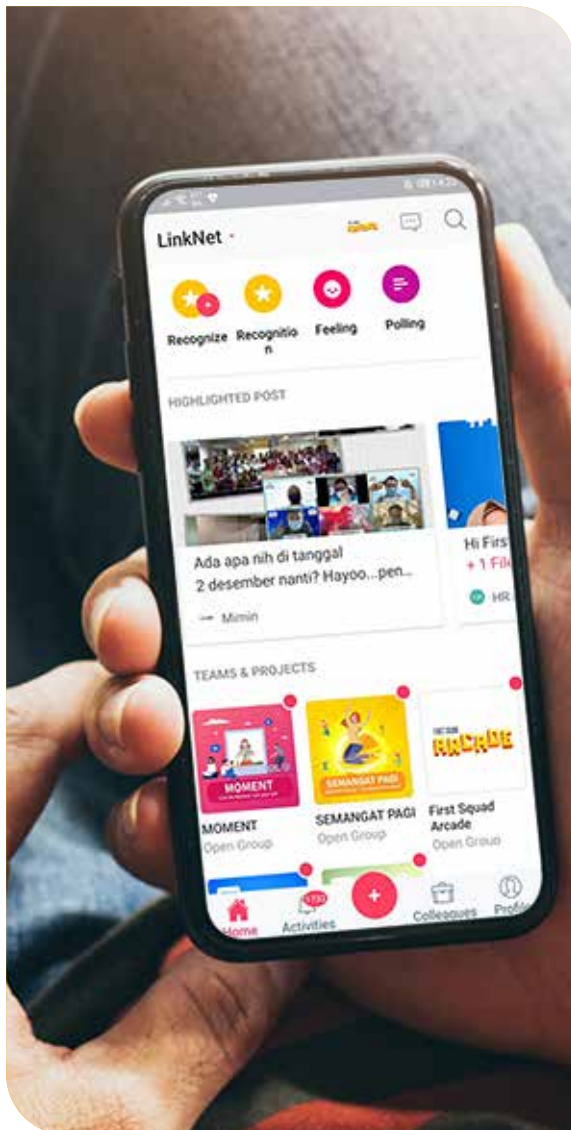 LinkNet
Recognize
Recognitio
n
Feeling
Polling
HIGHLIGHTED POST
Ada apa nih di tanggal
2 desember nanti? Hayoo...pen...
Mimin
Hi Firs
+ 1 File
HR
TEAMS & PROJECTS
MOMENT
SEMANGAT PAGI
ARCADE
MOMENT
Open Group
SEMANGAT PAGI
Open Group
First Squad
Arcade
Open Group
Home
Activities
Colleagues
Profile